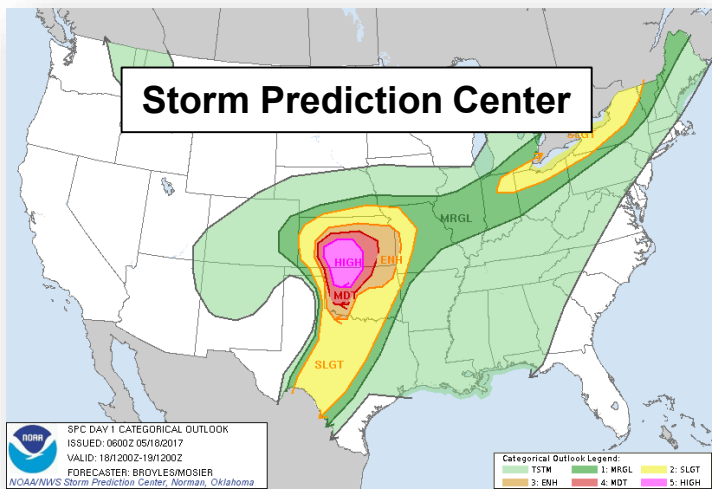 Storm Prediction Center
SLGT
MRGL
HIGH
ENH
MDT
SLGT
NOAA
SPC DAY 1 CATEGORICAL OUTLOOK
ISSUED: 0600Z 05/18/2017
VALID: 18/1200Z-19/1200Z
FORECASTER: BROYLES/MOSIER
NOAA/NWS Storm Prediction Center, Norman, Oklahoma
Categorical Outlook Legend:
TSTM 1: MRGL 2: SLGT
3: ENH 4: MDT 5: HIGH